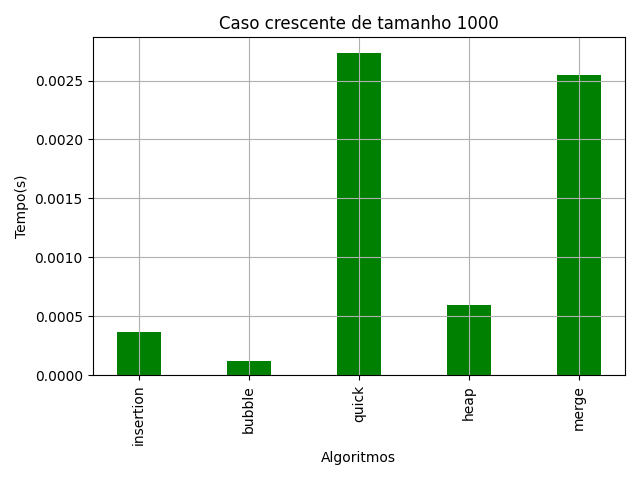 Caso crescente de tamanho 1000
Tempo(s)
0.0025
0.0020
0.0015
0.0010
0.0005
0.0000
insertion
bubble
quick
heap
merge
Algoritmos